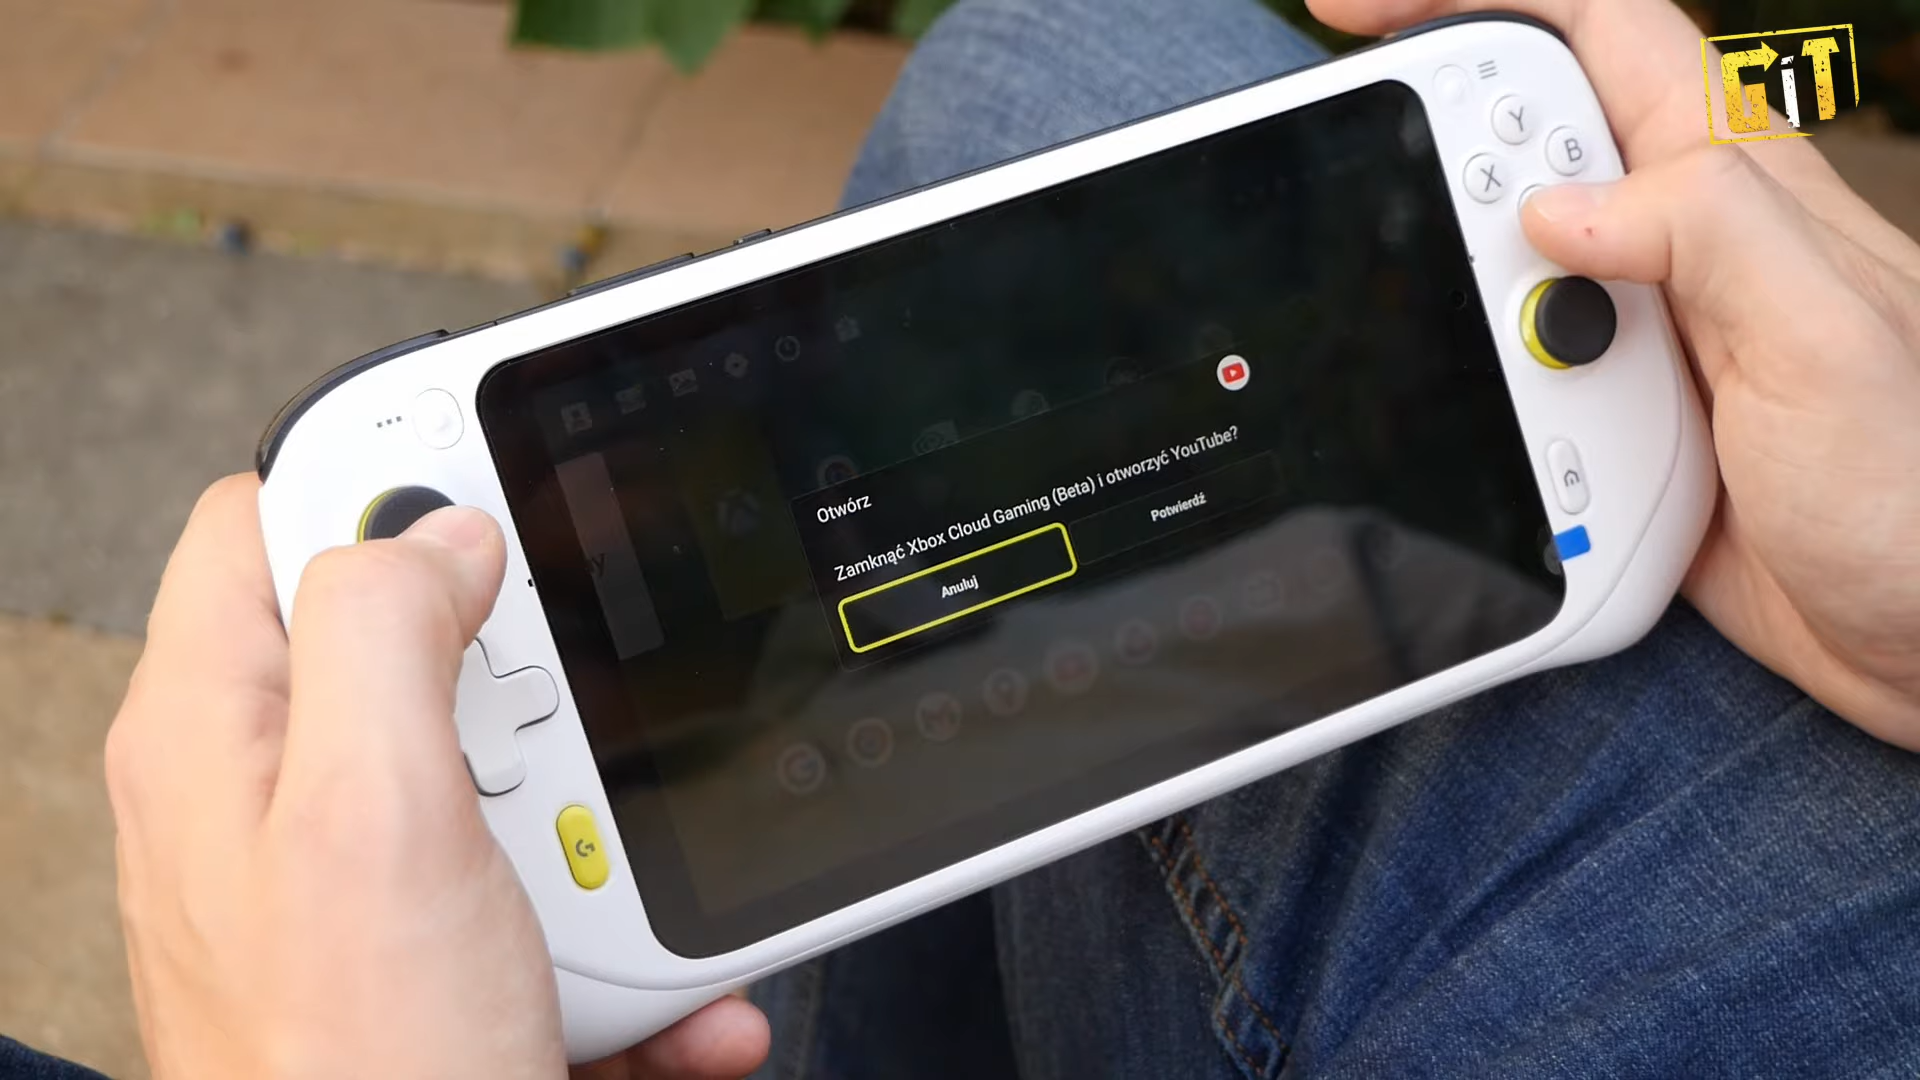 GiT
Y
B
X
Otwórz
Zamknąć Xbox Cloud Gaming (Beta) i otworzyć YouTube?
Anuluj
Potwierdź
G